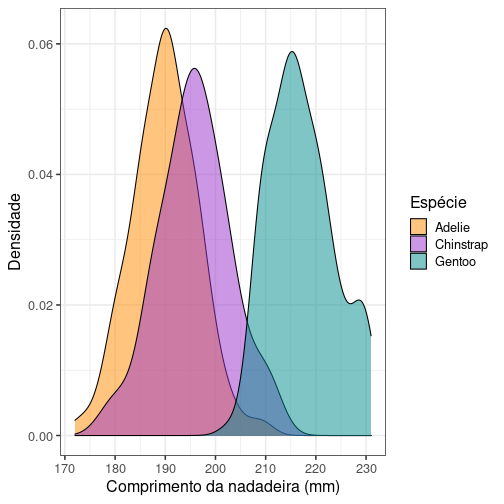 0.06
0.04
0.02
0.00
170 180 190 200 210 220 230
Comprimento da nadadeira (mm)
Densidade
Espécie
Adelie
Chinstrap
Gentoo